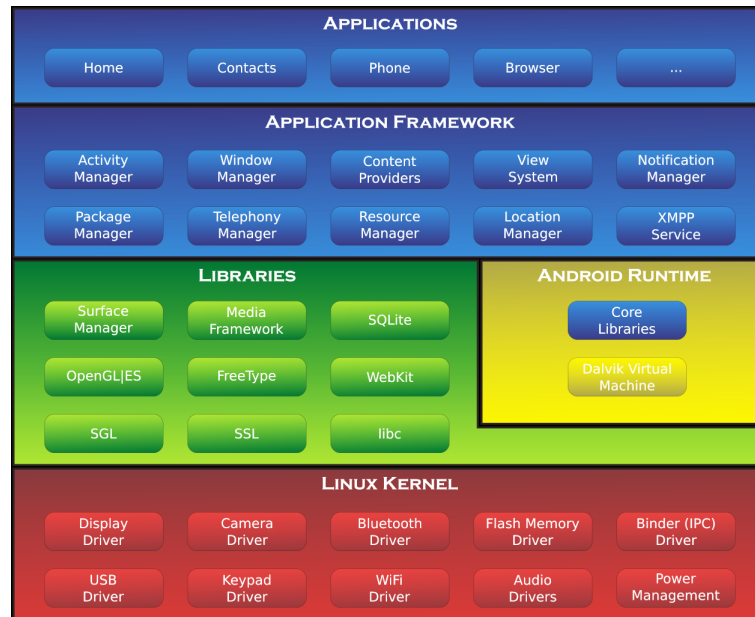 APPLICATIONS
Home
Contacts
Phone
Browser
...
APPLICATION FRAMEWORK
Activity
Manager
Window
Manager
Content
Providers
View
System
Notification
Manager
Package
Manager
Telephony
Manager
Resource
Manager
Location
Manager
XMPP
Service
LIBRARIES
Surface
Manager
Media
Framework
SQLite
OpenGL|ES
FreeType
WebKit
SGL
SSL
libc
ANDROID RUNTIME
Core
Libraries
Dalvik Virtual
Machine
LINUX KERNEL
Display
Driver
Camera
Driver
Bluetooth
Driver
Flash Memory
Driver
Binder (IPC)
Driver
USB
Driver
Keypad
Driver
WiFi
Driver
Audio
Drivers
Power
Management